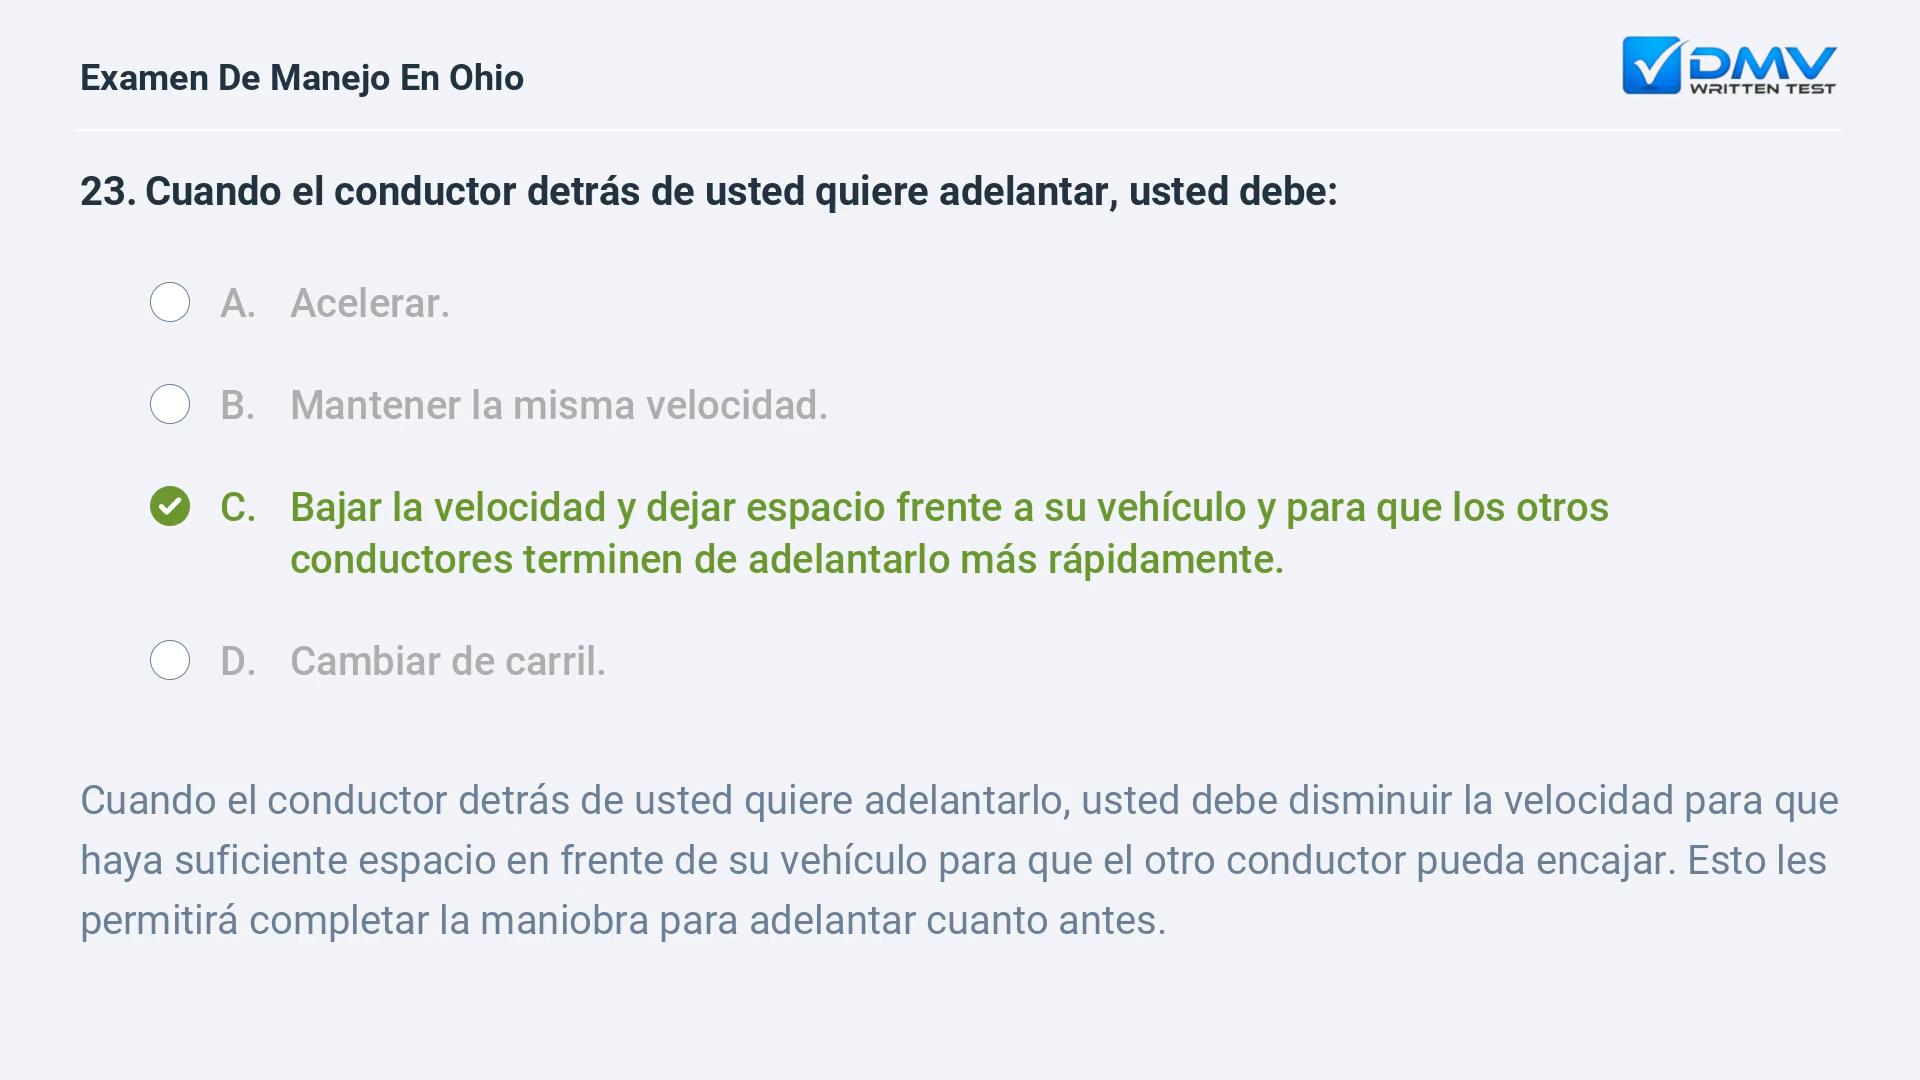 Examen De Manejo En Ohio
DMV
WRITTEN TEST
23. Cuando el conductor detrás de usted quiere adelantar, usted debe:
A. Acelerar.
B. Mantener la misma velocidad.
C. Bajar la velocidad y dejar espacio frente a su vehículo y para que los otros
conductores terminen de adelantarlo más rápidamente.
D. Cambiar de carril.
Cuando el conductor detrás de usted quiere adelantarlo, usted debe disminuir la velocidad para que
haya suficiente espacio en frente de su vehículo para que el otro conductor pueda encajar. Esto les
permitirá completar la maniobra para adelantar cuanto antes.